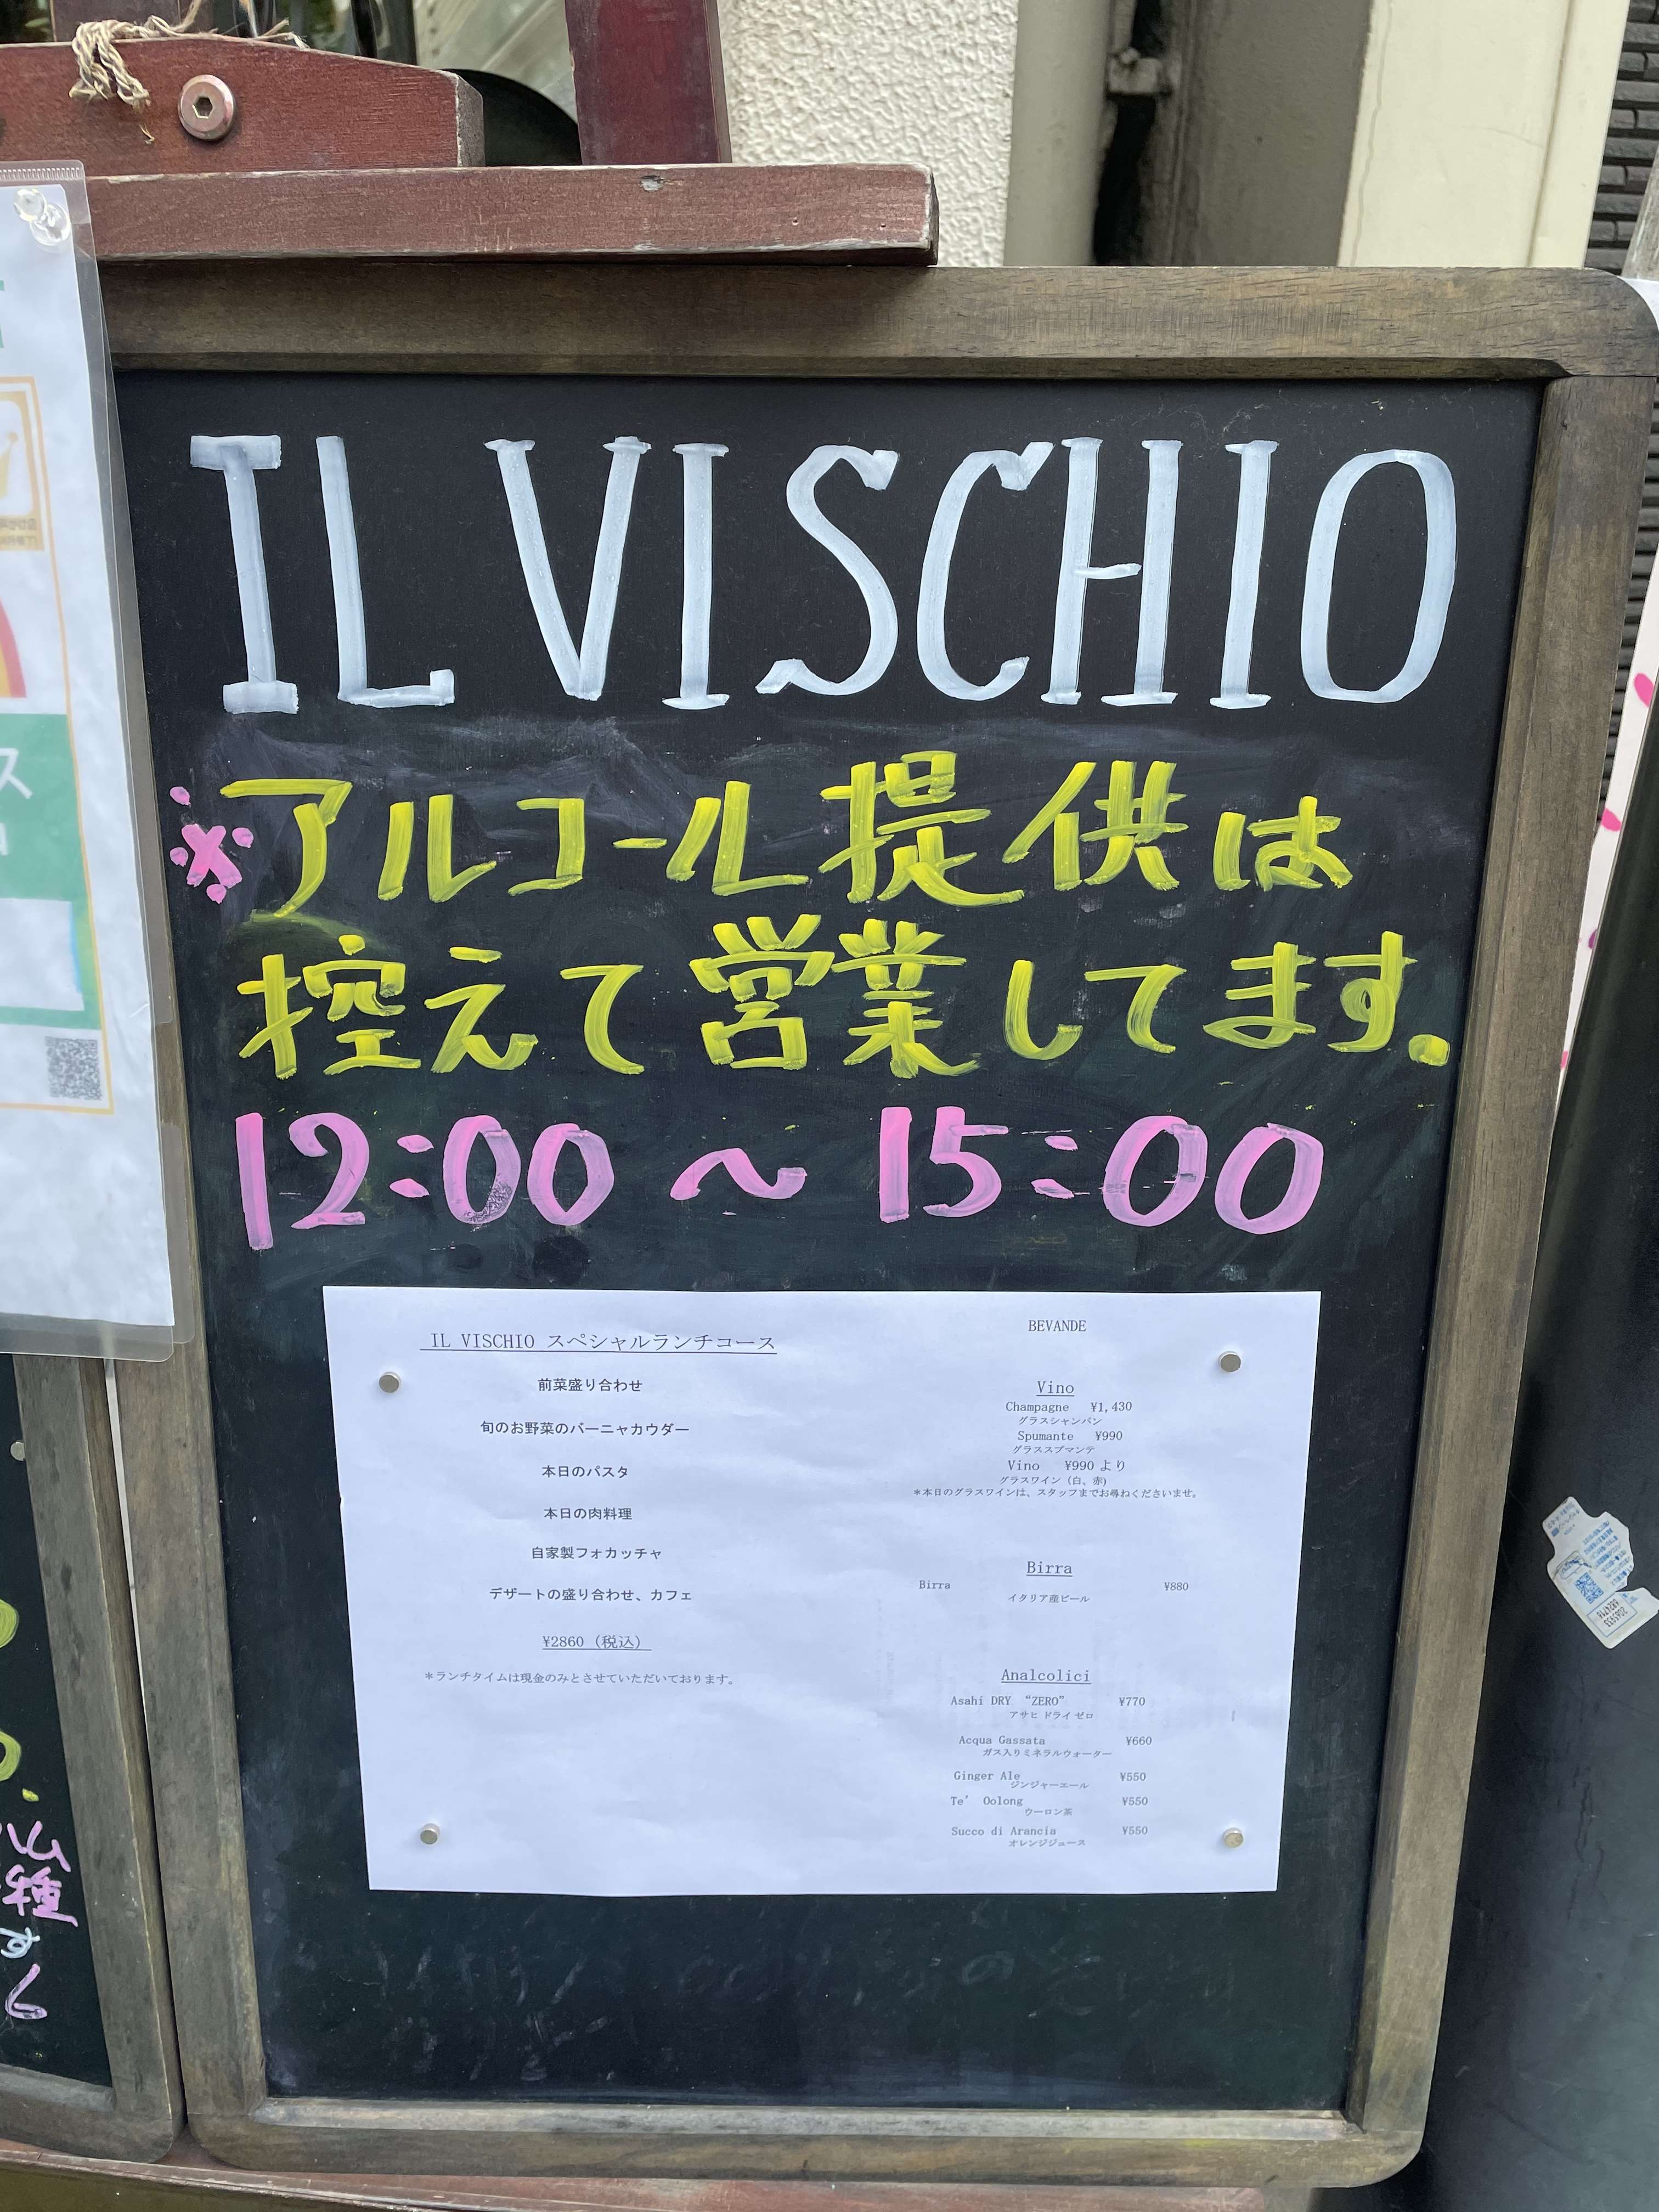 IL VISCHIO
※アルコール提供は
控えて営業してます。
12:00 〜 15:00
IL VISCHIO スペシャルランチコース
前菜盛り合わせ
旬のお野菜のバーニャカウダー
本日のパスタ
本日の肉料理
自家製フォカッチャ
デザートの盛り合わせ、カフェ
¥2860（税込）
＊ランチタイムは現金のみとさせていただいております。
BEVANDE
Vino
Champagne ¥1,430
グラスシャンパン
Spumante ¥990
グラススプマンテ
Vino ¥990より
グラスワイン（白、赤）
＊本日のグラスワインは、スタッフまでお尋ねくださいませ。
Birra
Birra ¥880
イタリア産ビール
Analcolici
Asahi DRY “ZERO” ¥770
アサヒ ドライ ゼロ
Acqua Gassata ¥660
ガス入りミネラルウォーター
Ginger Ale ¥550
ジンジャーエール
Te' Oolong ¥550
ウーロン茶
Succo di Arancia ¥550
オレンジジュース
ス
種
す